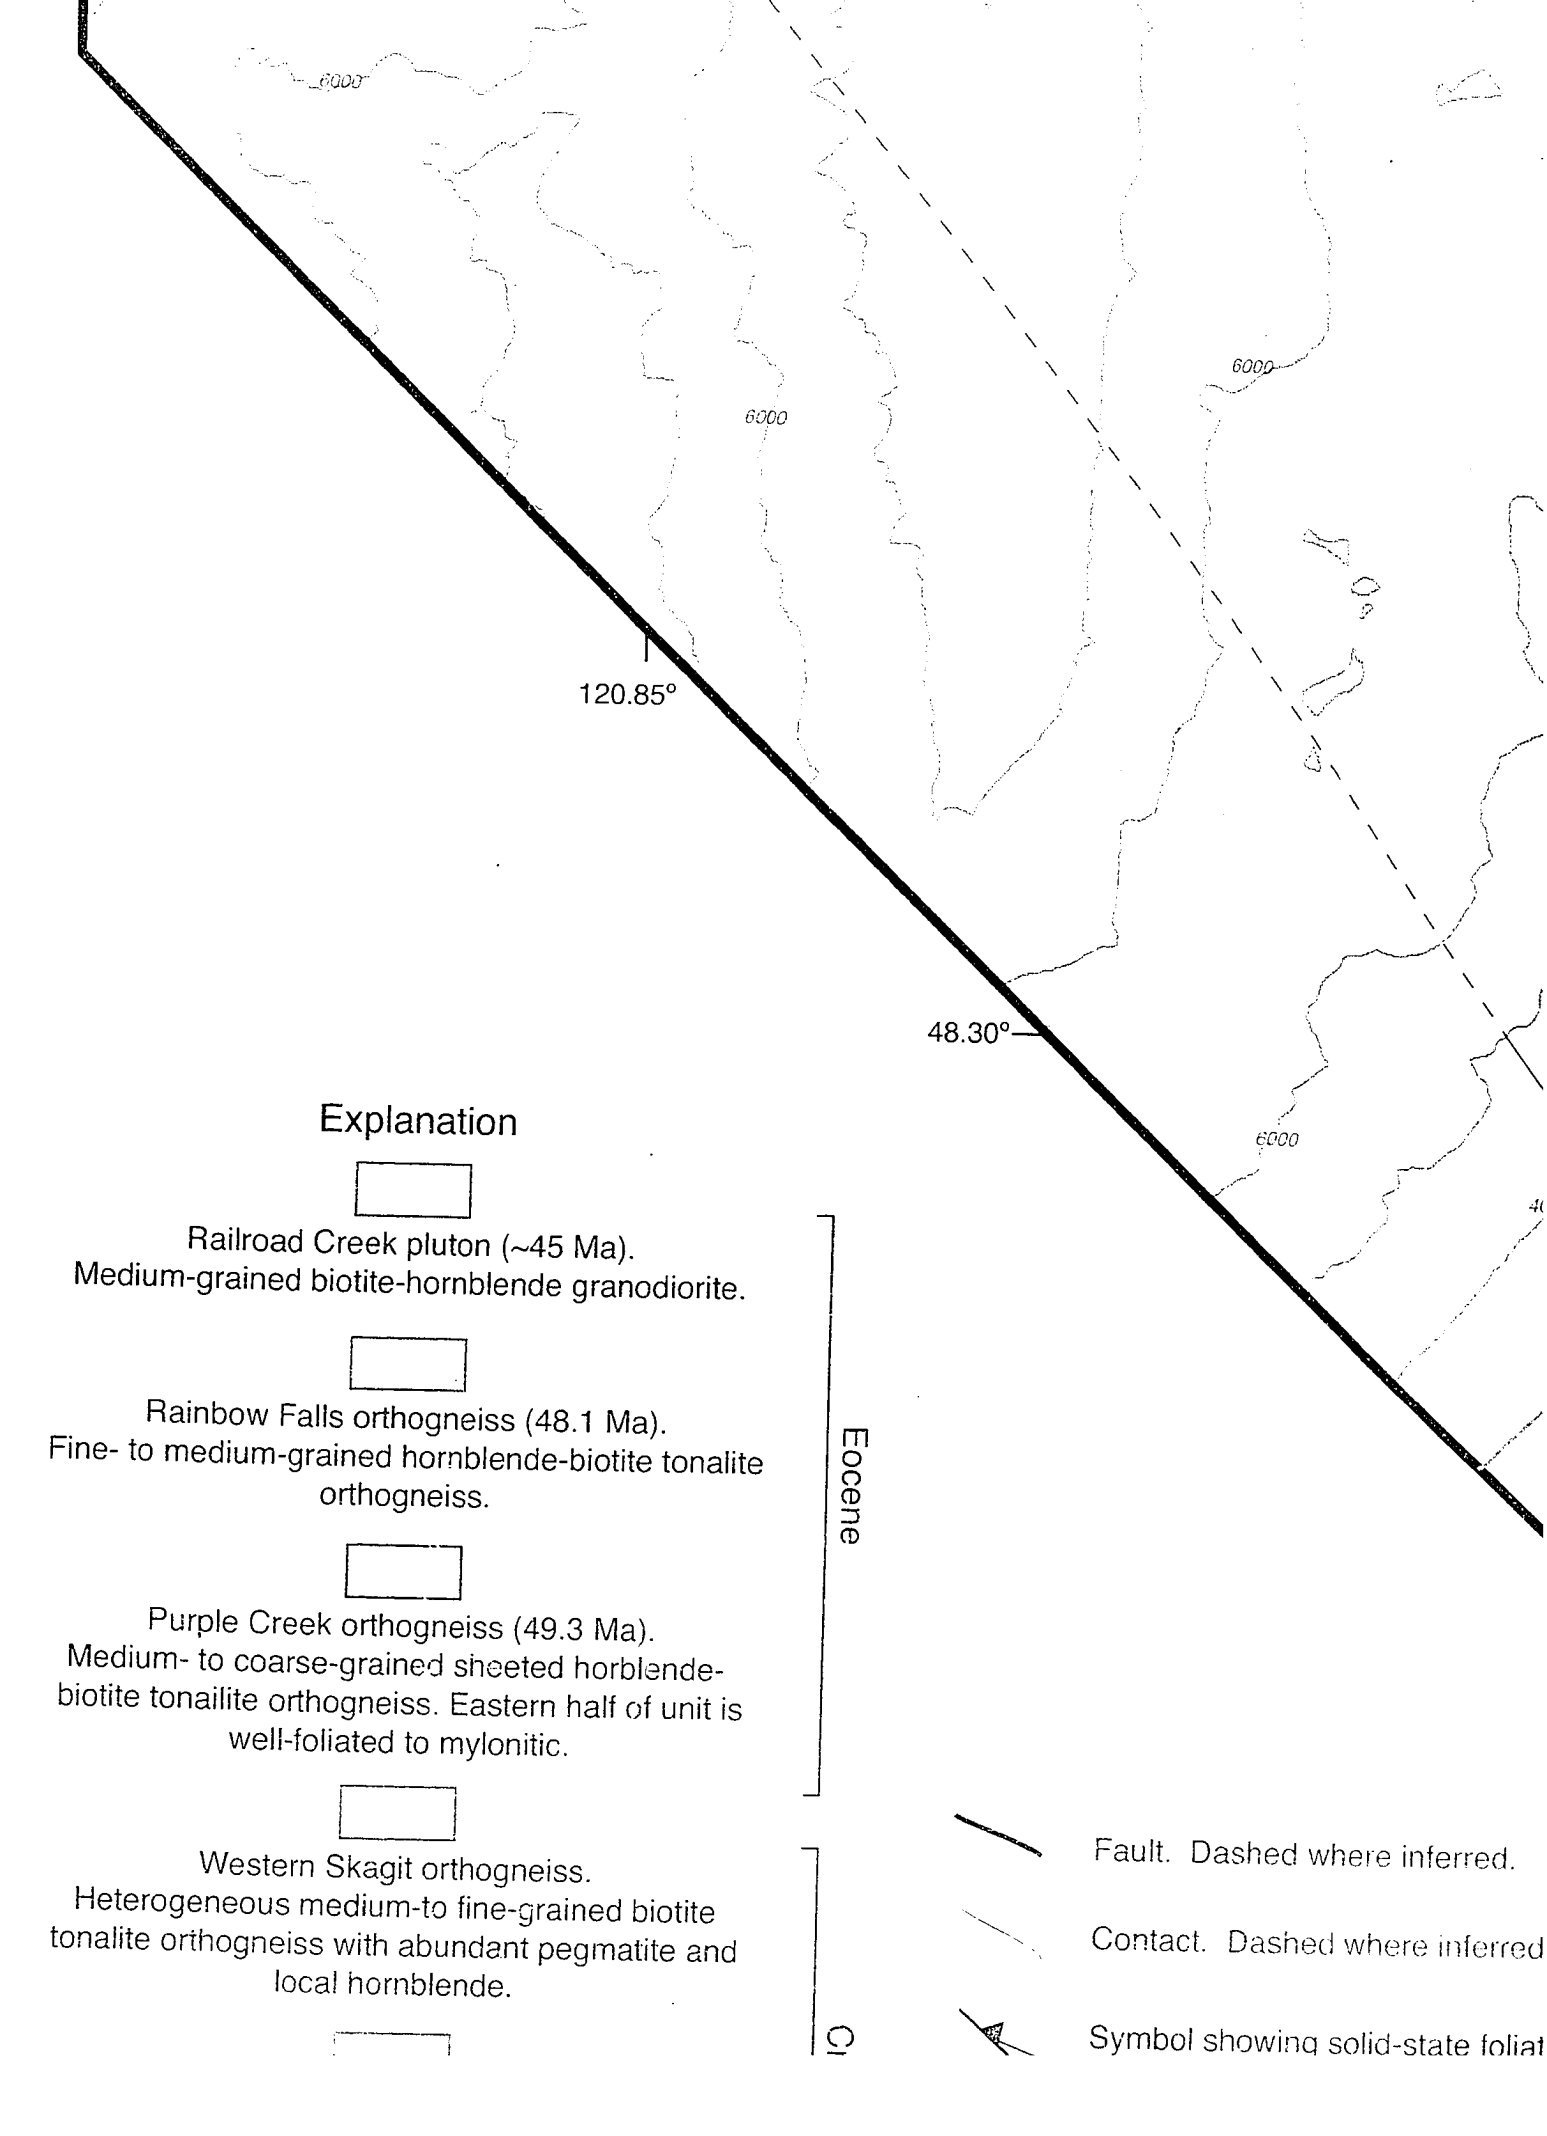 6000
6000
6000
120.85º
48.30º
6000
Explanation
Railroad Creek pluton (~45 Ma).
Medium-grained biotite-hornblende granodiorite.
Rainbow Falls orthogneiss (48.1 Ma).
Fine- to medium-grained hornblende-biotite tonalite
orthogneiss.
Purple Creek orthogneiss (49.3 Ma).
Medium- to coarse-grained sheeted horblende-
biotite tonailite orthogneiss. Eastern half of unit is
well-foliated to mylonitic.
Eocene
Western Skagit orthogneiss.
Heterogeneous medium-to fine-grained biotite
tonalite orthogneiss with abundant pegmatite and
local hornblende.
Fault. Dashed where inferred.
Contact. Dashed where inferred
Symbol showing solid-state